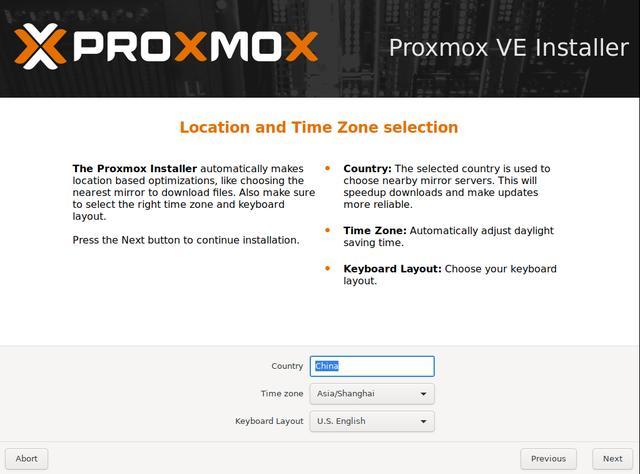 PROXMOX
Proxmox VE Installer
Location and Time Zone selection
The Proxmox Installer automatically makes
location based optimizations, like choosing the
nearest mirror to download files. Also make sure
to select the right time zone and keyboard
layout.
Press the Next button to continue installation.
• Country: The selected country is used to
choose nearby mirror servers. This will
speedup downloads and make updates
more reliable.
• Time Zone: Automatically adjust daylight
saving time.
• Keyboard Layout: Choose your keyboard
layout.
Country China
Time zone Asia/Shanghai
Keyboard Layout U.S. English
Abort Previous Next